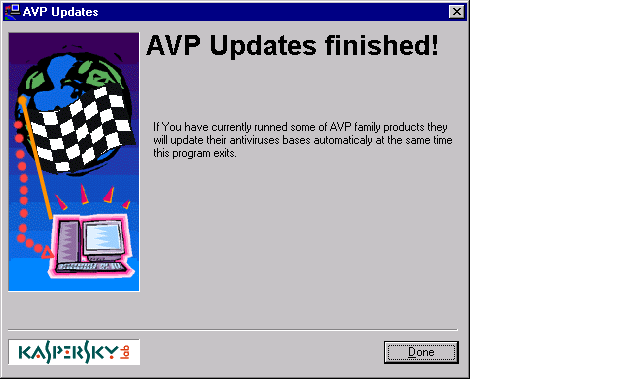 AVP Updates
AVP Updates finished!
If You have currently runned some of AVP family products they
will update their antiviruses bases automaticaly at the same time
this program exits.
KASPERSKY lab
Done